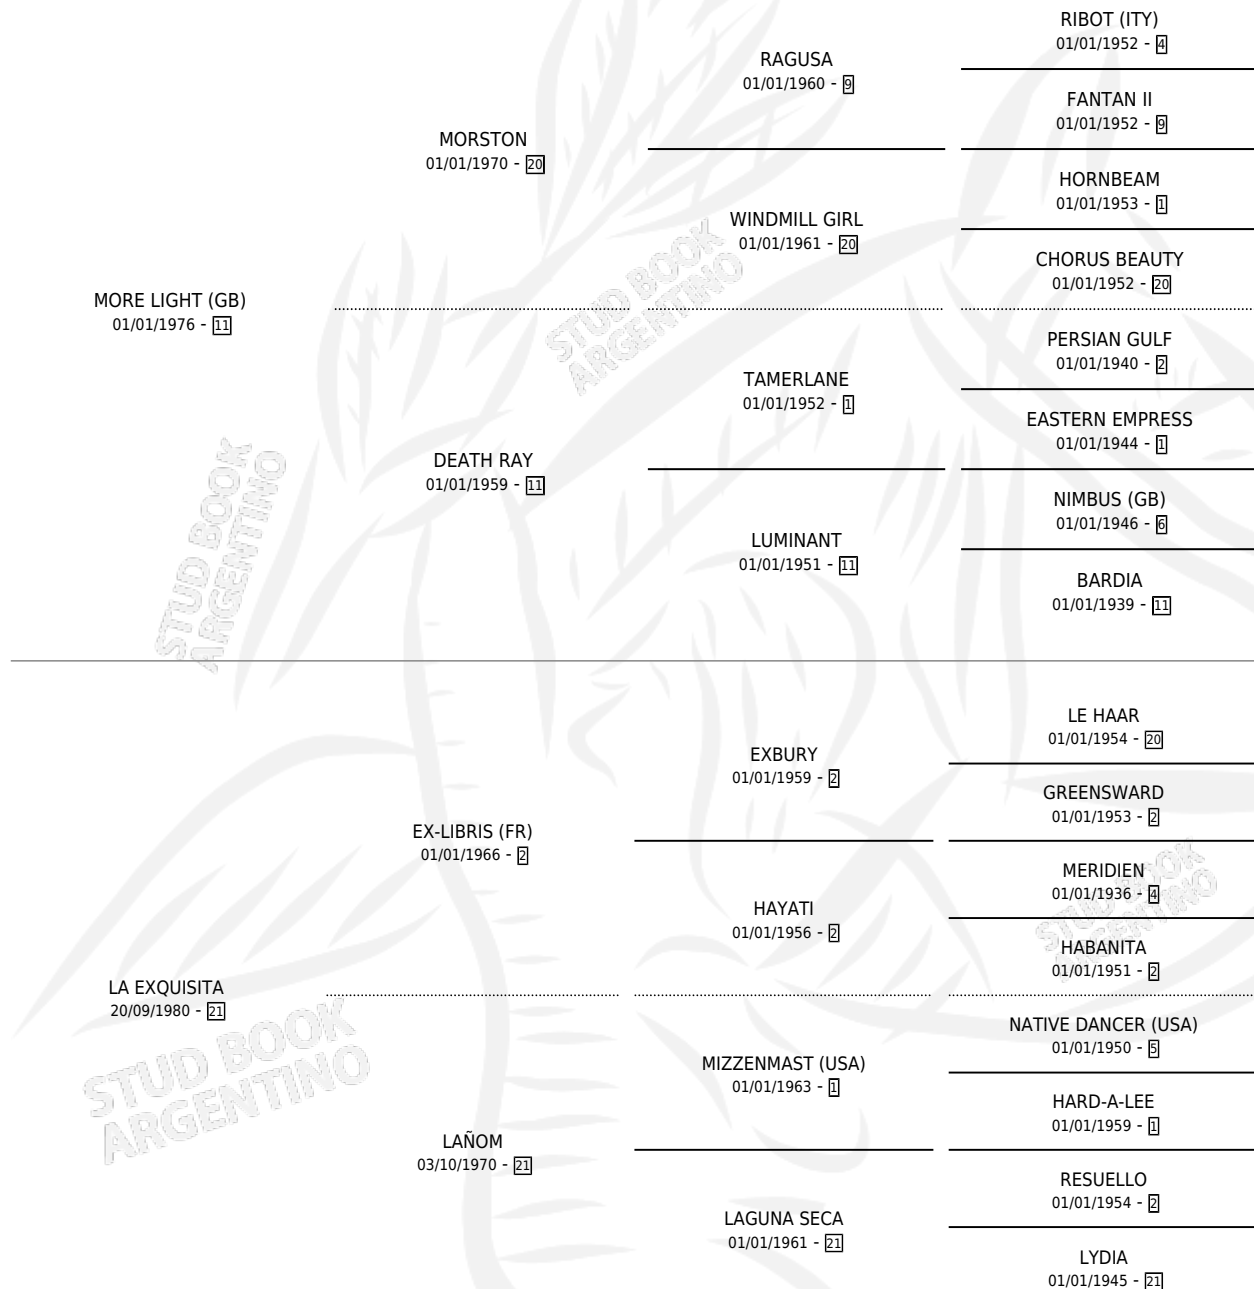 RIBOT (ITY)
01/01/1952 - 4
RAGUSA
01/01/1960 - 9
FANTAN II
01/01/1952 - 9
MORSTON
01/01/1970 - 20
HORNBEAM
01/01/1953 - 1
WINDMILL GIRL
01/01/1961 - 20
CHORUS BEAUTY
01/01/1952 - 20
MORE LIGHT (GB)
01/01/1976 - 11
PERSIAN GULF
01/01/1940 - 2
TAMERLANE
01/01/1952 - 1
EASTERN EMPRESS
01/01/1944 - 1
DEATH RAY
01/01/1959 - 11
NIMBUS (GB)
01/01/1946 - 6
LUMINANT
01/01/1951 - 11
BARDIA
01/01/1939 - 11
LE HAAR
01/01/1954 - 20
EXBURY
01/01/1959 - 2
GREENSWARD
01/01/1953 - 2
EX-LIBRIS (FR)
01/01/1966 - 2
MERIDIEN
01/01/1936 - 4
HAYATI
01/01/1956 - 2
HABANITA
01/01/1951 - 2
LA EXQUISITA
20/09/1980 - 21
NATIVE DANCER (USA)
01/01/1950 - 5
MIZZENMAST (USA)
01/01/1963 - 1
HARD-A-LEE
01/01/1959 - 1
LAÑOM
03/10/1970 - 21
RESUELLO
01/01/1954 - 2
LAGUNA SECA
01/01/1961 - 21
LYDIA
01/01/1945 - 21
STUD BOOK
ARGENTINO
STUD BOOK
ARGENTINO
STUD BOOK
ARGENTINO
STUD BOOK
ARGENTINO